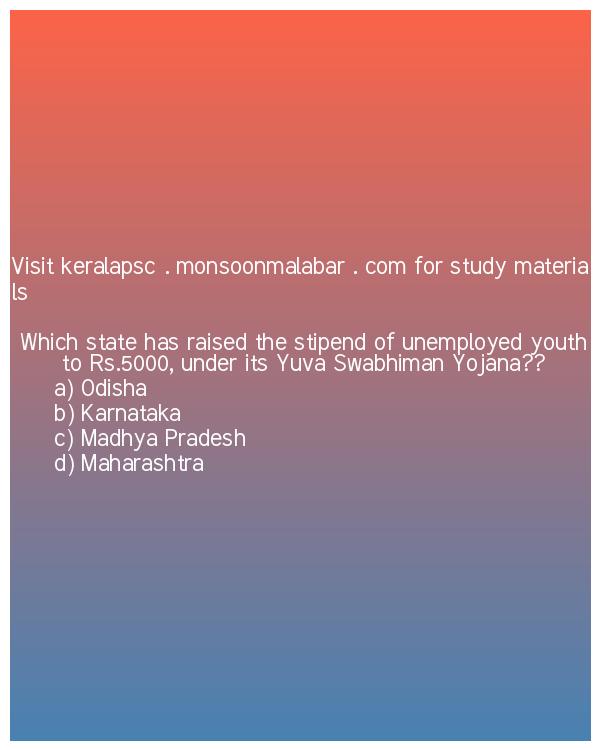 Visit keralapsc . monsoonmalabar . com for study materia
ls
Which state has raised the stipend of unemployed youth
to Rs.5000, under its Yuva Swabhiman Yojana??
a) Odisha
b) Karnataka
c) Madhya Pradesh
d) Maharashtra